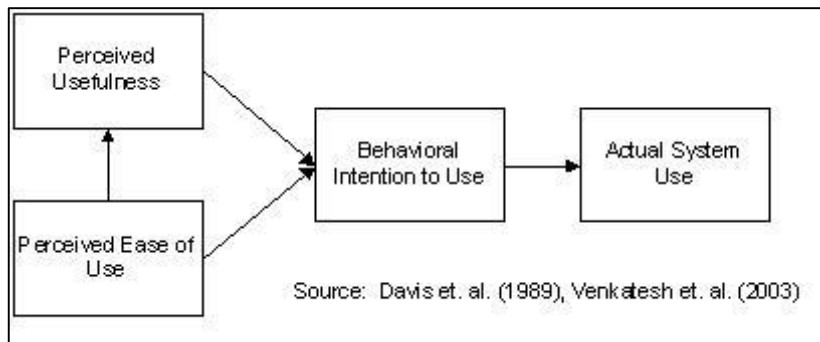 Perceived
Usefulness
Behavioral
Intention to Use
Actual System
Use
Perceived Ease of
Use
Source: Davis et. al. (1989), Venkatesh et. al. (2003)